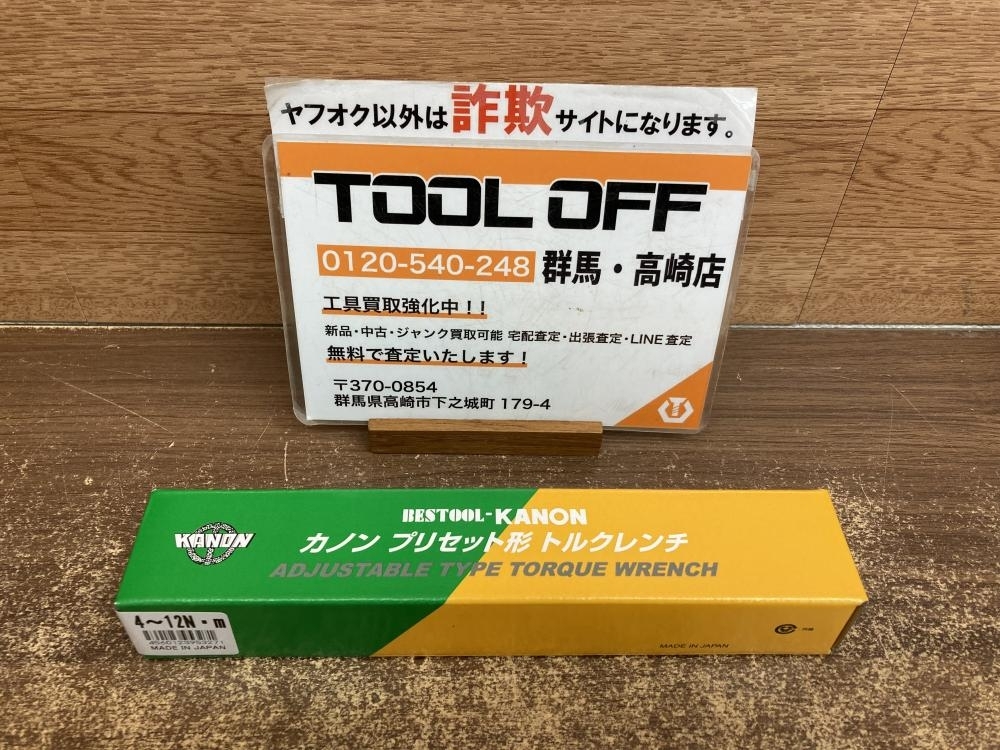 ヤフオク以外は詐欺サイトになります。
TOOL OFF
0120-540-248 群馬・高崎店
工具買取強化中！！
新品・中古・ジャンク買取可能 宅配査定・出張査定・LINE査定
無料で査定いたします！
〒370-0854
群馬県高崎市下之城町 179-4
BESTOOL-KANON
KANON
カノン プリセット形 トルクレンチ
ADJUSTABLE TYPE TORQUE WRENCH
4～12N・m
4560123953271
MADE IN JAPAN
MADE IN JAPAN